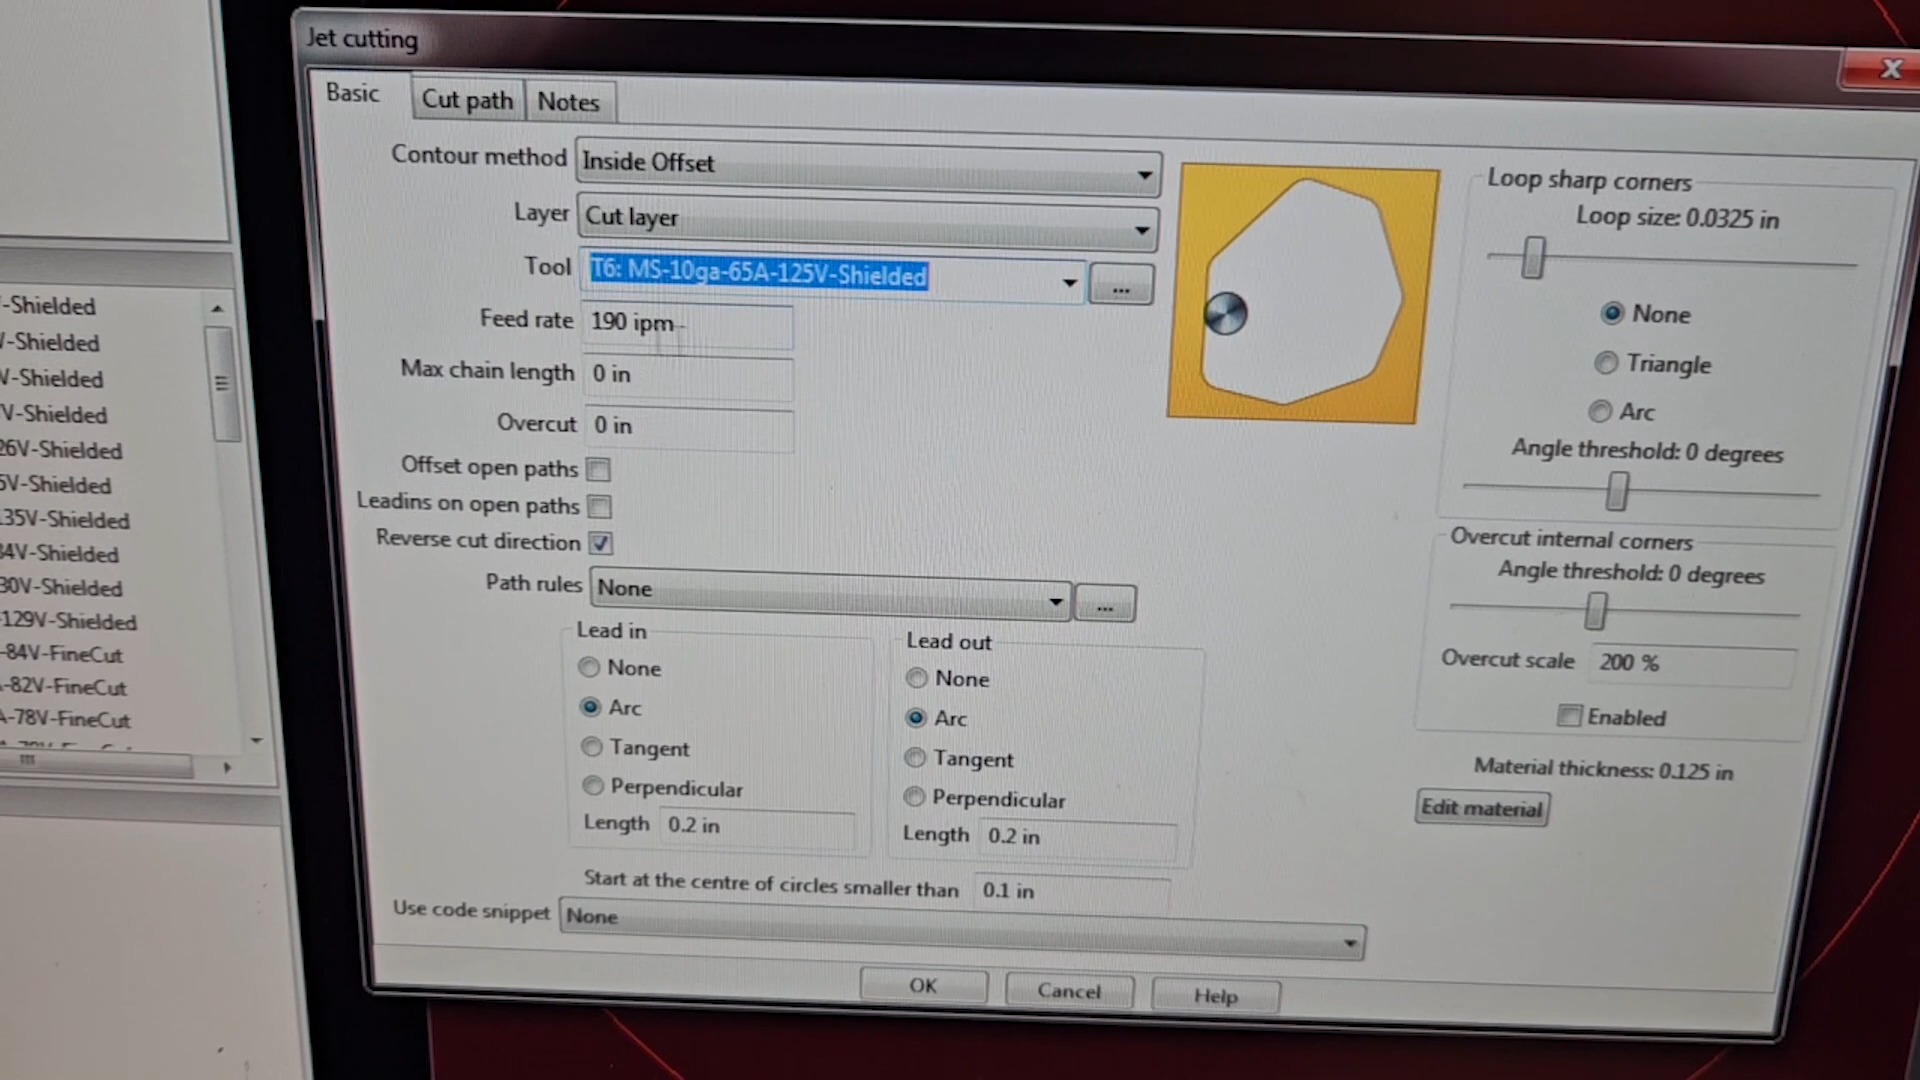 Jet cutting
Basic
Cut path
Notes
Contour method
Inside Offset
Layer
Cut layer
Tool
T6: MS-10ga-65A-125V-Shielded
...
Feed rate
190 ipm
Max chain length
0 in
Overcut
0 in
Offset open paths
Leadins on open paths
Reverse cut direction
Path rules
None
...
Lead in
None
Arc
Tangent
Perpendicular
Length
0.2 in
Lead out
None
Arc
Tangent
Perpendicular
Length
0.2 in
Start at the centre of circles smaller than
0.1 in
Use code snippet
None
OK
Cancel
Help
Loop sharp corners
Loop size: 0.0325 in
None
Triangle
Arc
Angle threshold: 0 degrees
Overcut internal corners
Angle threshold: 0 degrees
Overcut scale
200 %
Enabled
Material thickness: 0.125 in
Edit material
-Shielded
V-Shielded
V-Shielded
V-Shielded
26V-Shielded
5V-Shielded
135V-Shielded
34V-Shielded
30V-Shielded
-129V-Shielded
-84V-FineCut
-82V-FineCut
A-78V-FineCut